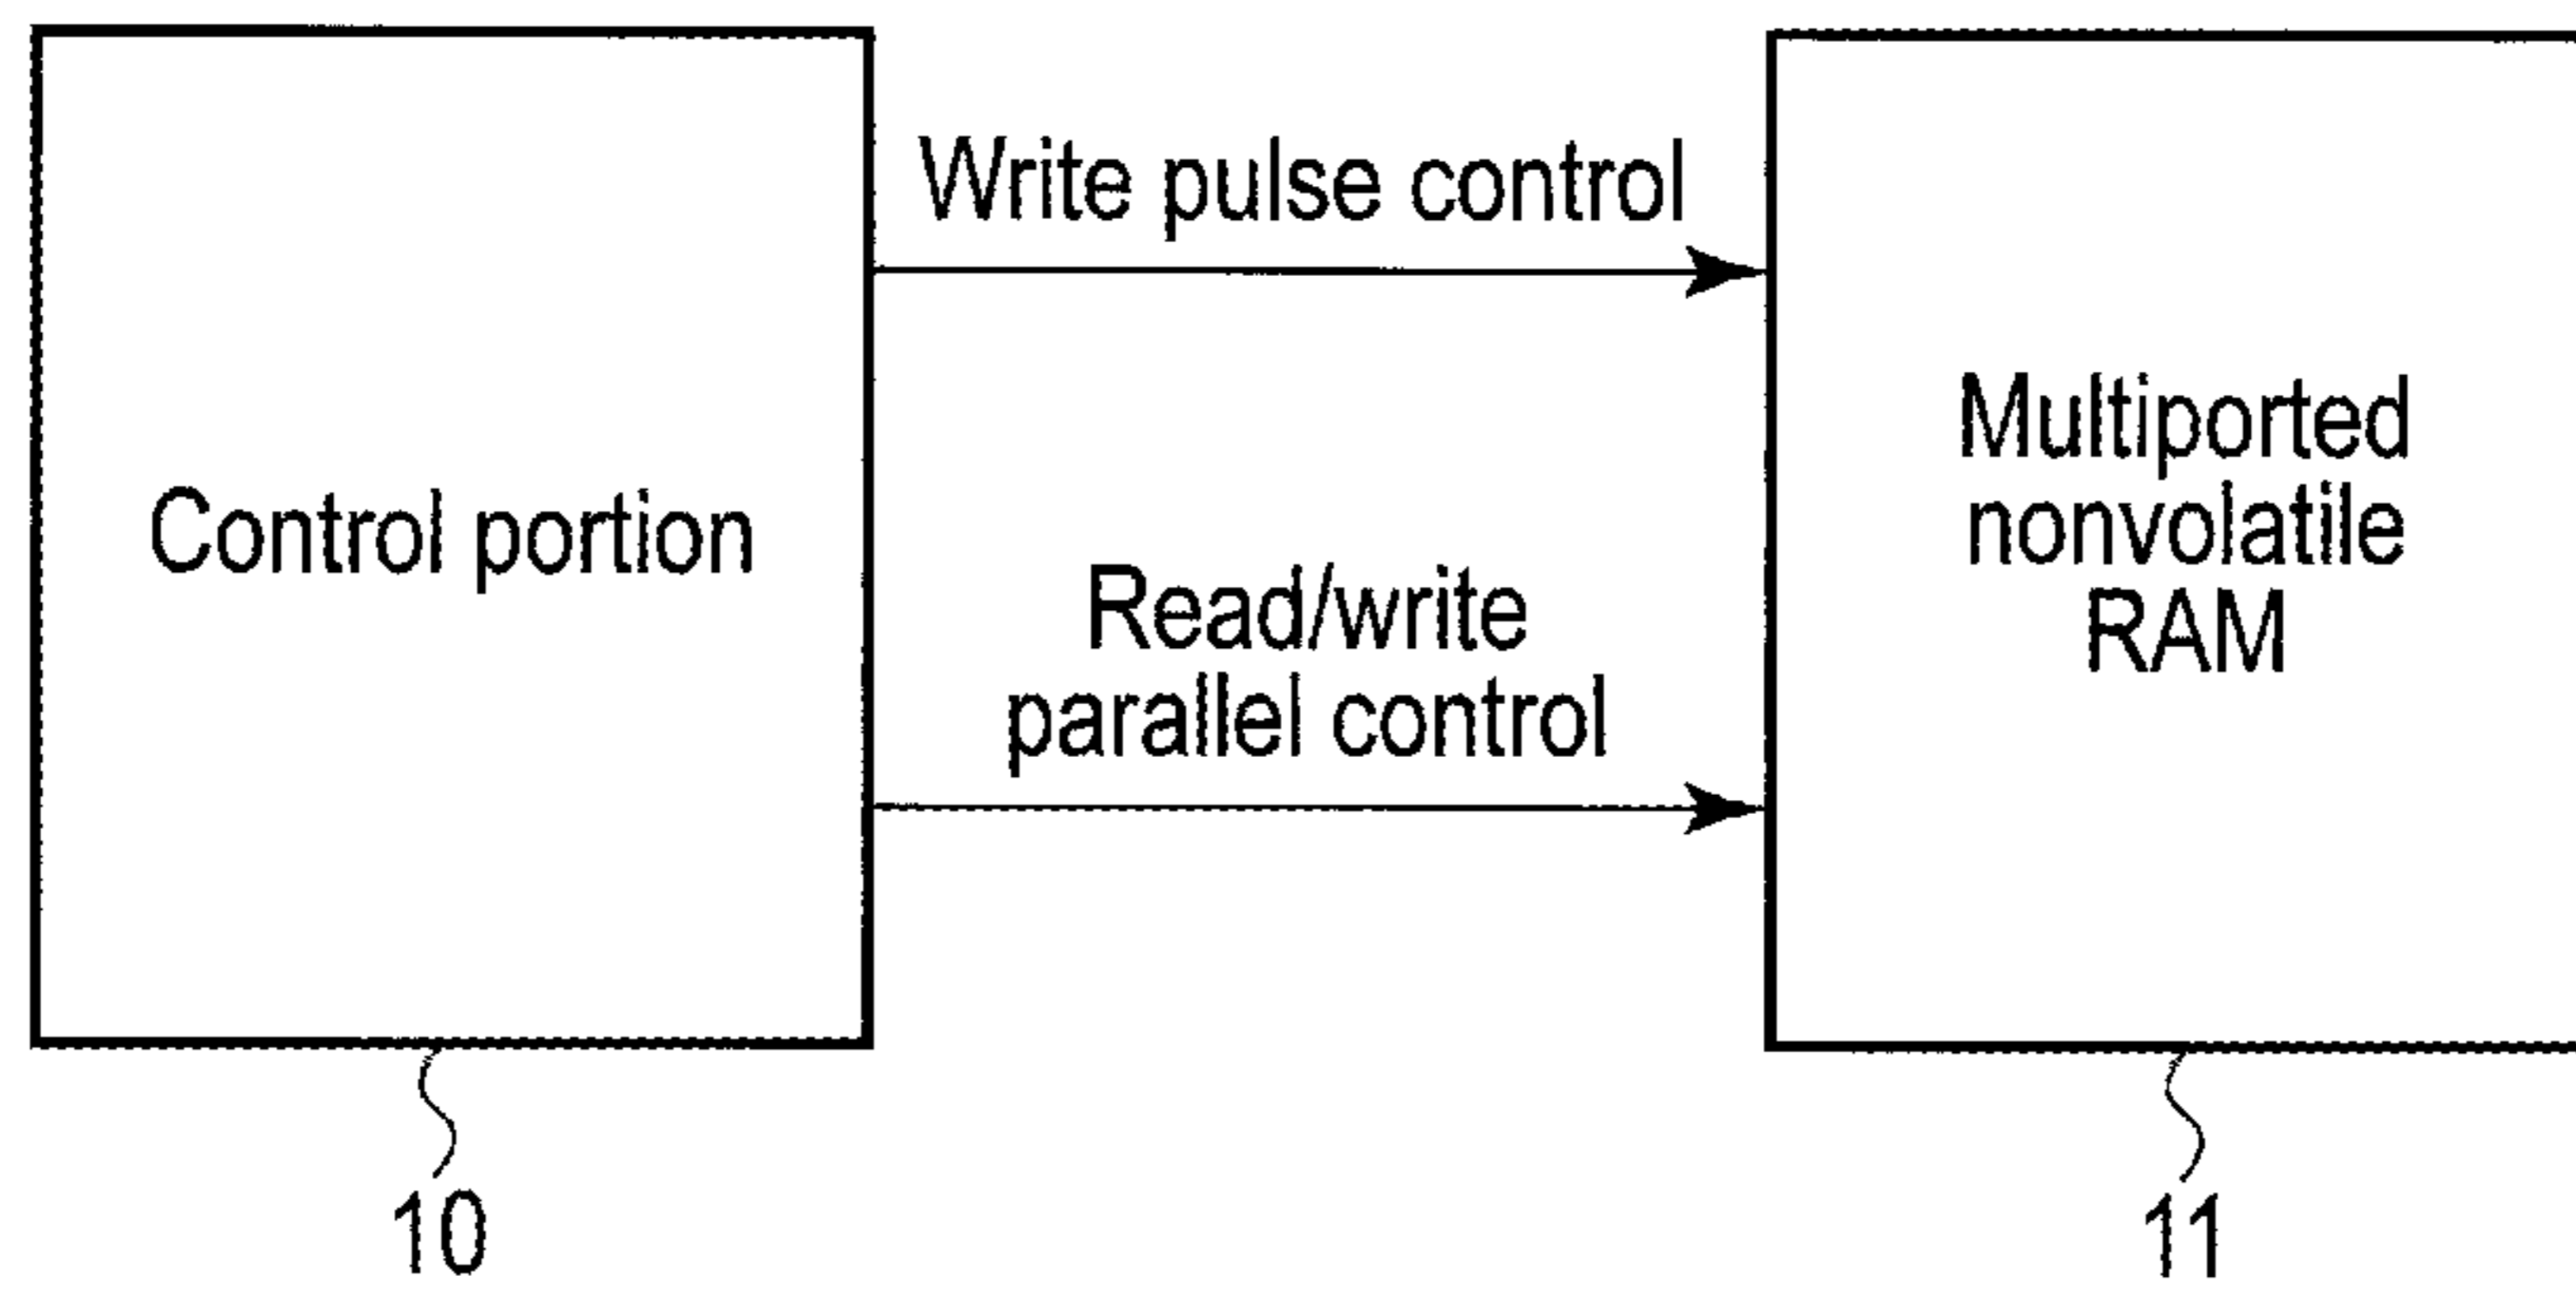 Write pulse control
Control portion
Read/write
parallel control
Multiported
nonvolatile
RAM
10
11